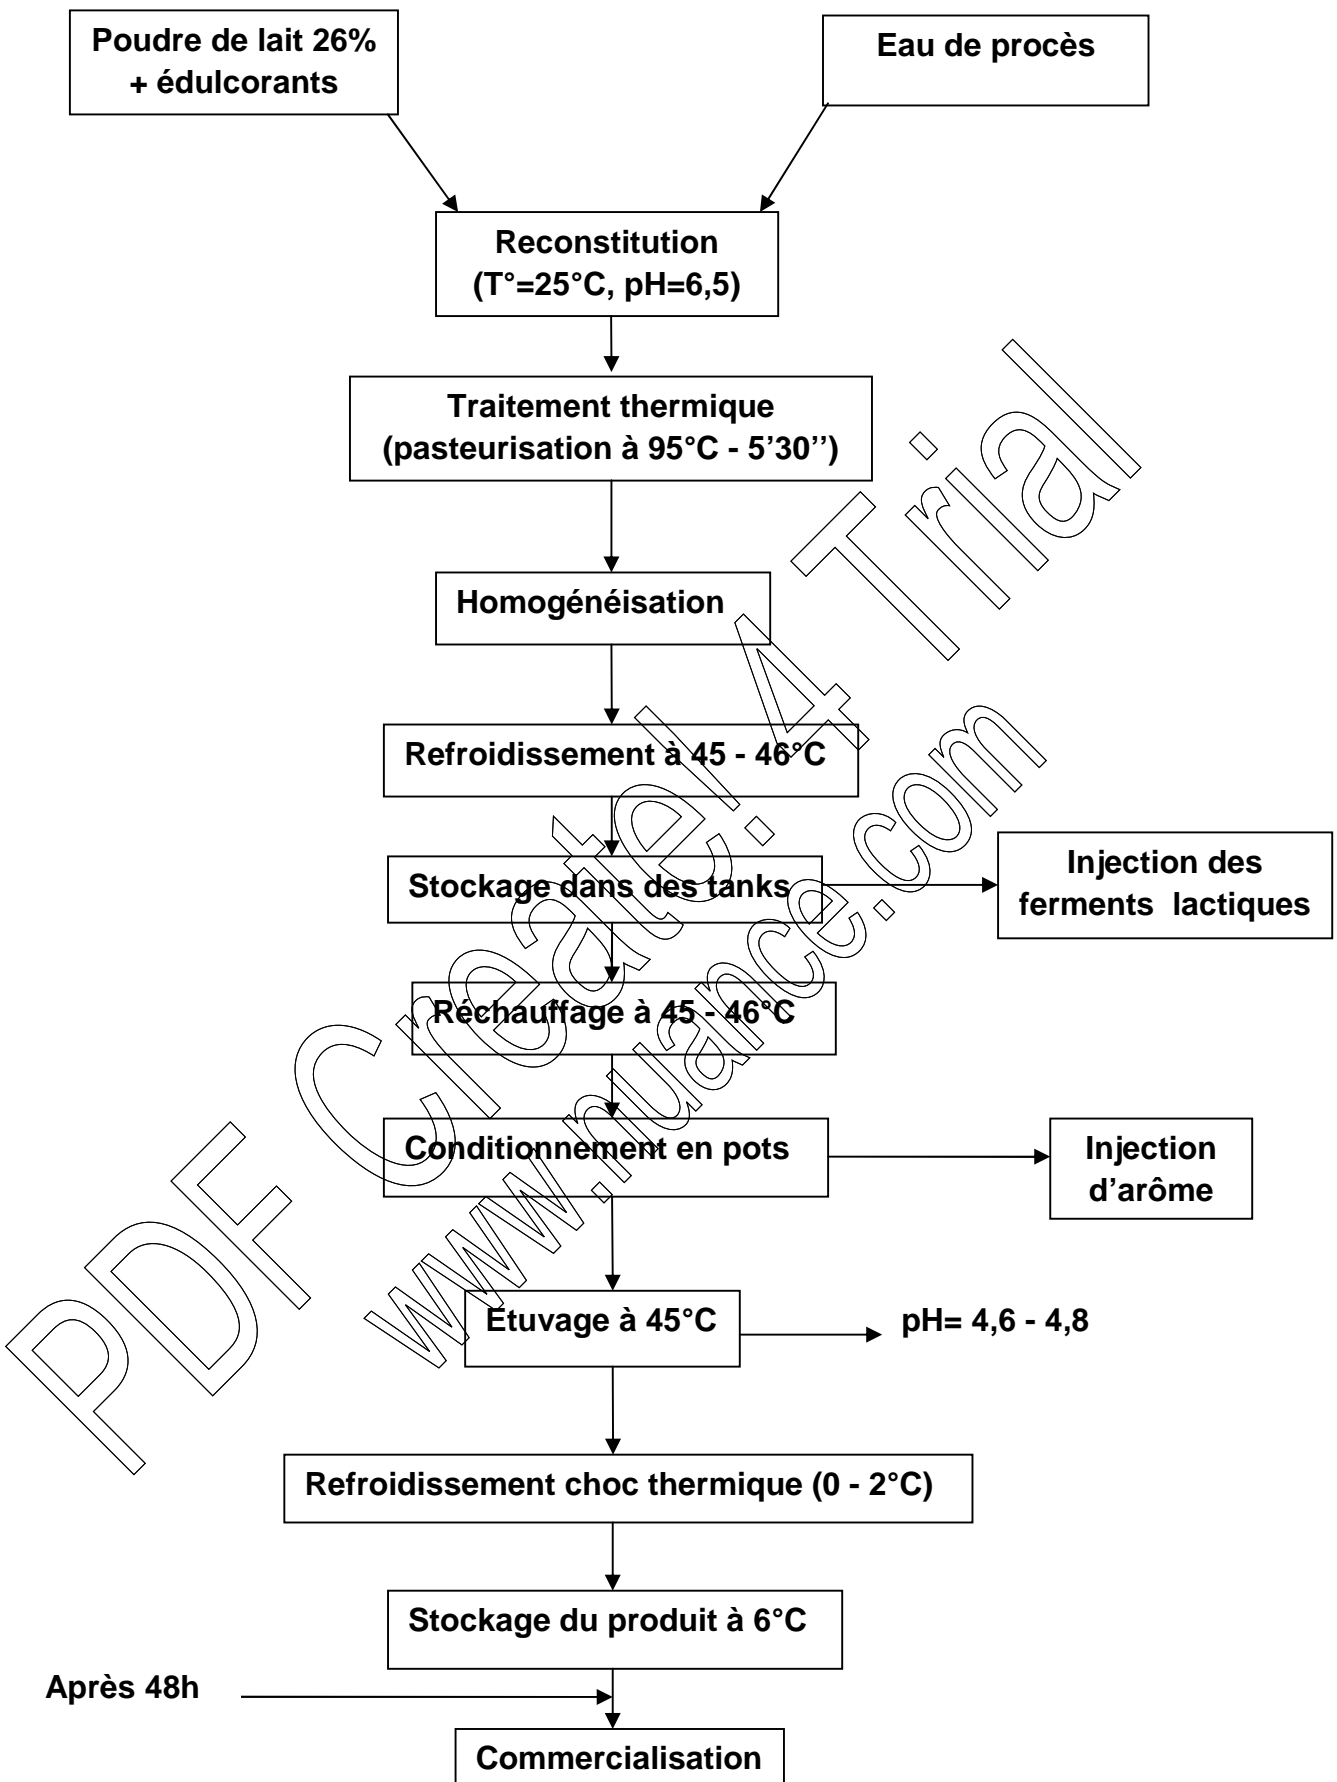 Poudre de lait 26%
+ édulcorants
Eau de procès
Reconstitution
(T°=25°C, pH=6,5)
Traitement thermique
(pasteurisation à 95°C - 5’30’’)
Homogénéisation
Refroidissement à 45 - 46°C
Stockage dans des tanks
Injection des
ferments lactiques
Réchauffage à 45 - 46°C
Conditionnement en pots
Injection
d’arôme
Etuvage à 45°C
pH= 4,6 - 4,8
Refroidissement choc thermique (0 - 2°C)
Stockage du produit à 6°C
Après 48h
Commercialisation
PDF Create! 4 Trial
www.nuance.com